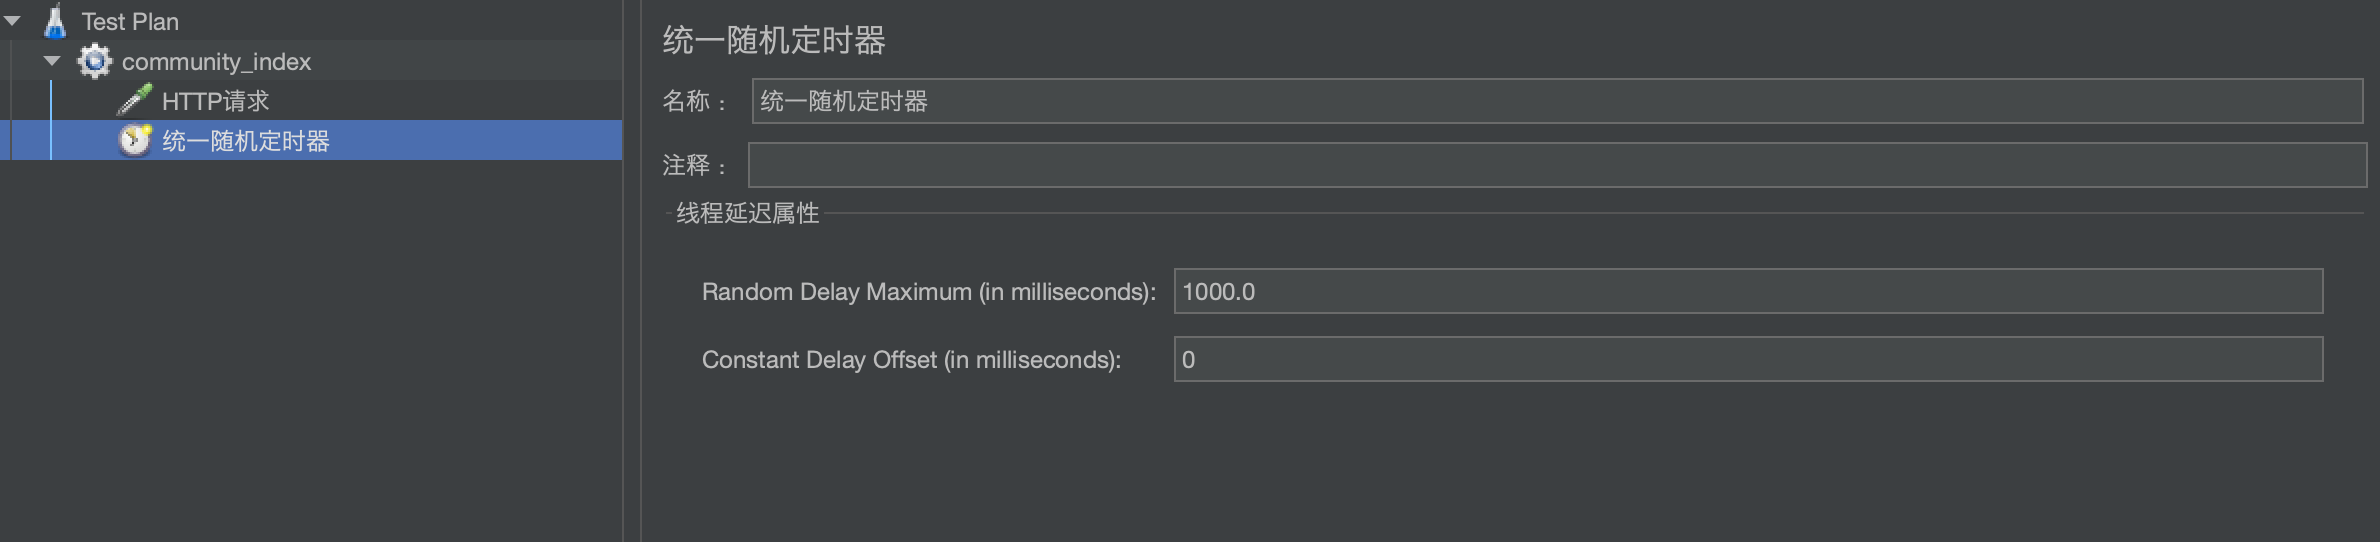 Test Plan
community_index
HTTP请求
统一随机定时器
统一随机定时器
名称： 统一随机定时器
注释：
线程延迟属性
Random Delay Maximum (in milliseconds): 1000.0
Constant Delay Offset (in milliseconds): 0